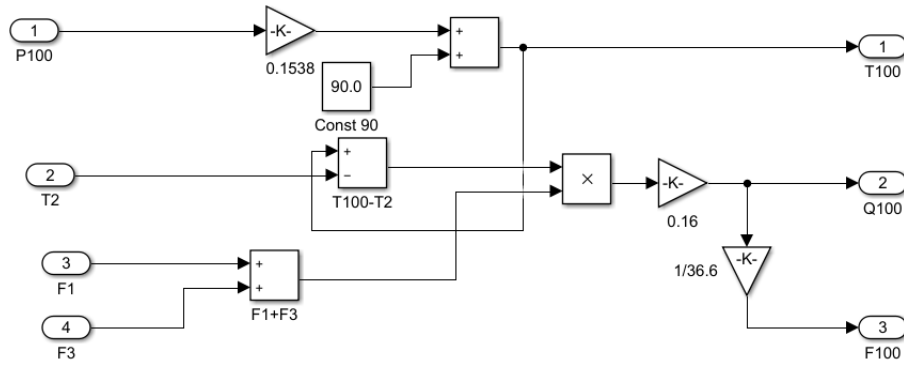 1
P100
-K-
0.1538
+
+
90.0
Const 90
1
T100
2
T2
+
−
T100-T2
×
-K-
0.16
2
Q100
3
F1
+
+
F1+F3
-K-
1/36.6
4
F3
3
F100